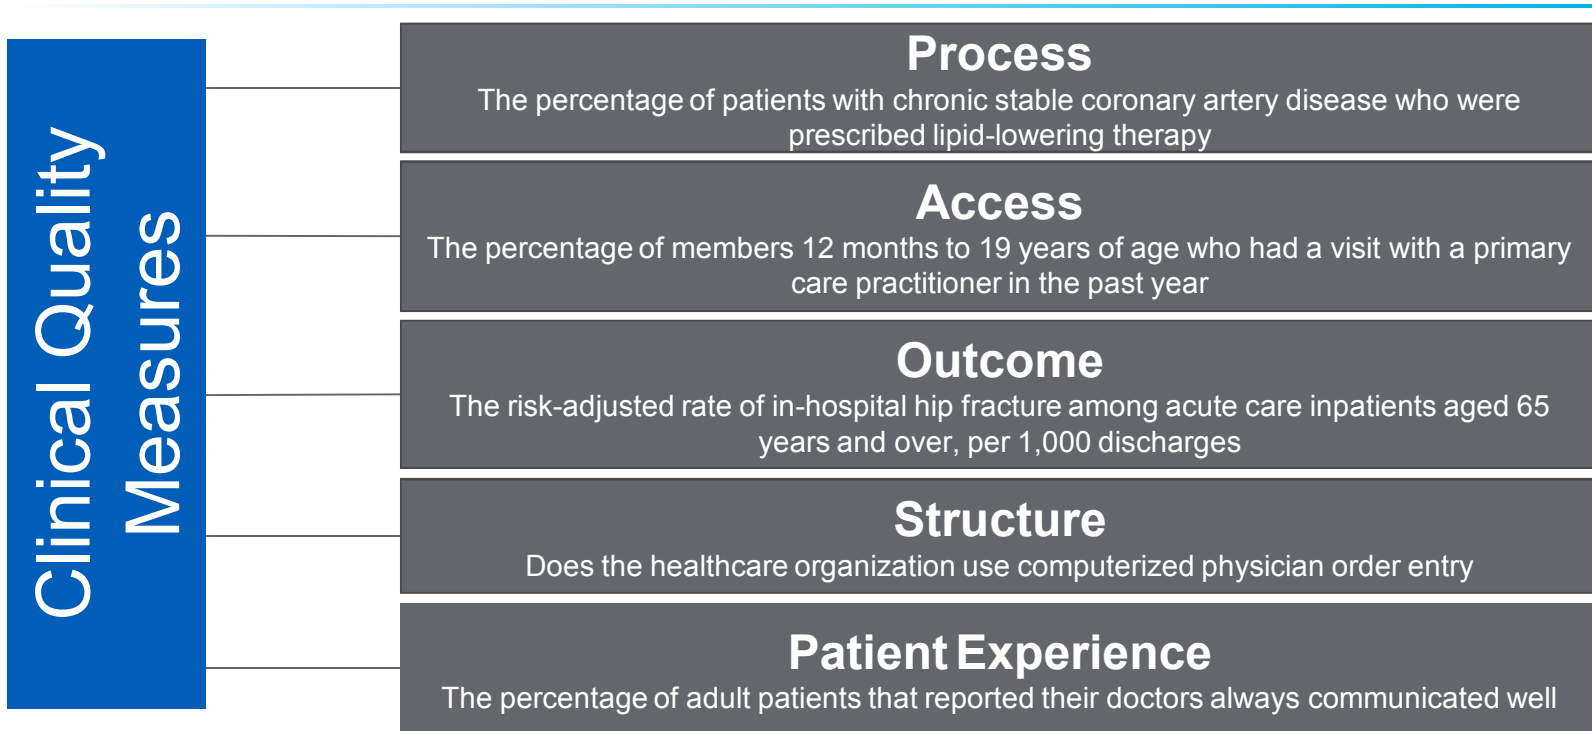 Clinical Quality
Measures
Process
The percentage of patients with chronic stable coronary artery disease who were
prescribed lipid-lowering therapy
Access
The percentage of members 12 months to 19 years of age who had a visit with a primary
care practitioner in the past year
Outcome
The risk-adjusted rate of in-hospital hip fracture among acute care inpatients aged 65
years and over, per 1,000 discharges
Structure
Does the healthcare organization use computerized physician order entry
Patient Experience
The percentage of adult patients that reported their doctors always communicated well